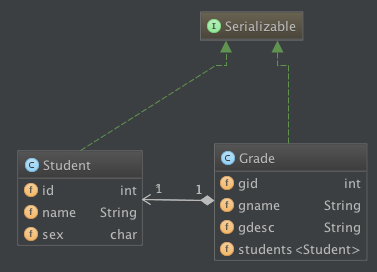 I Serializable
C Student
f id int
f name String
f sex char
1 1
C Grade
f gid int
f gname String
f gdesc String
f students <Student>